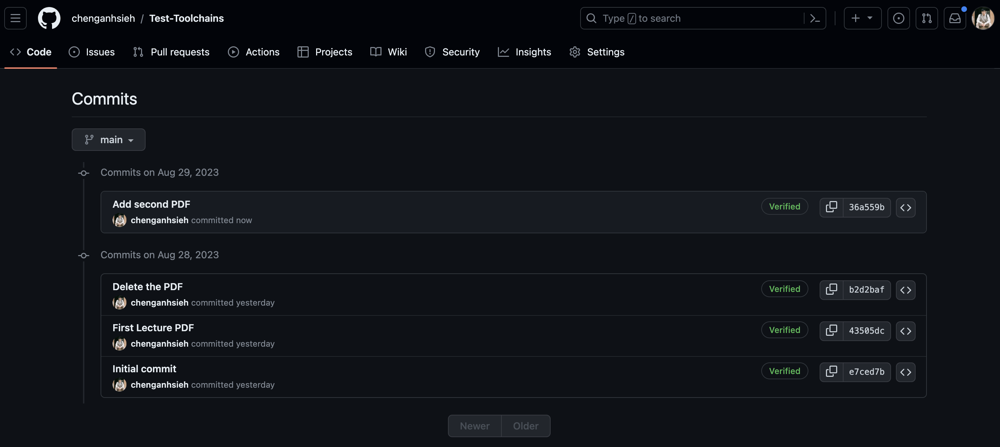 chenganhsieh / Test-Toolchains
Type / to search
Code Issues Pull requests Actions Projects Wiki Security Insights Settings
Commits
main
Commits on Aug 29, 2023
Add second PDF
chenganhsieh committed now
Verified
36a559b
Commits on Aug 28, 2023
Delete the PDF
chenganhsieh committed yesterday
Verified
b2d2baf
First Lecture PDF
chenganhsieh committed yesterday
Verified
43505dc
Initial commit
chenganhsieh committed yesterday
Verified
e7ced7b
Newer Older